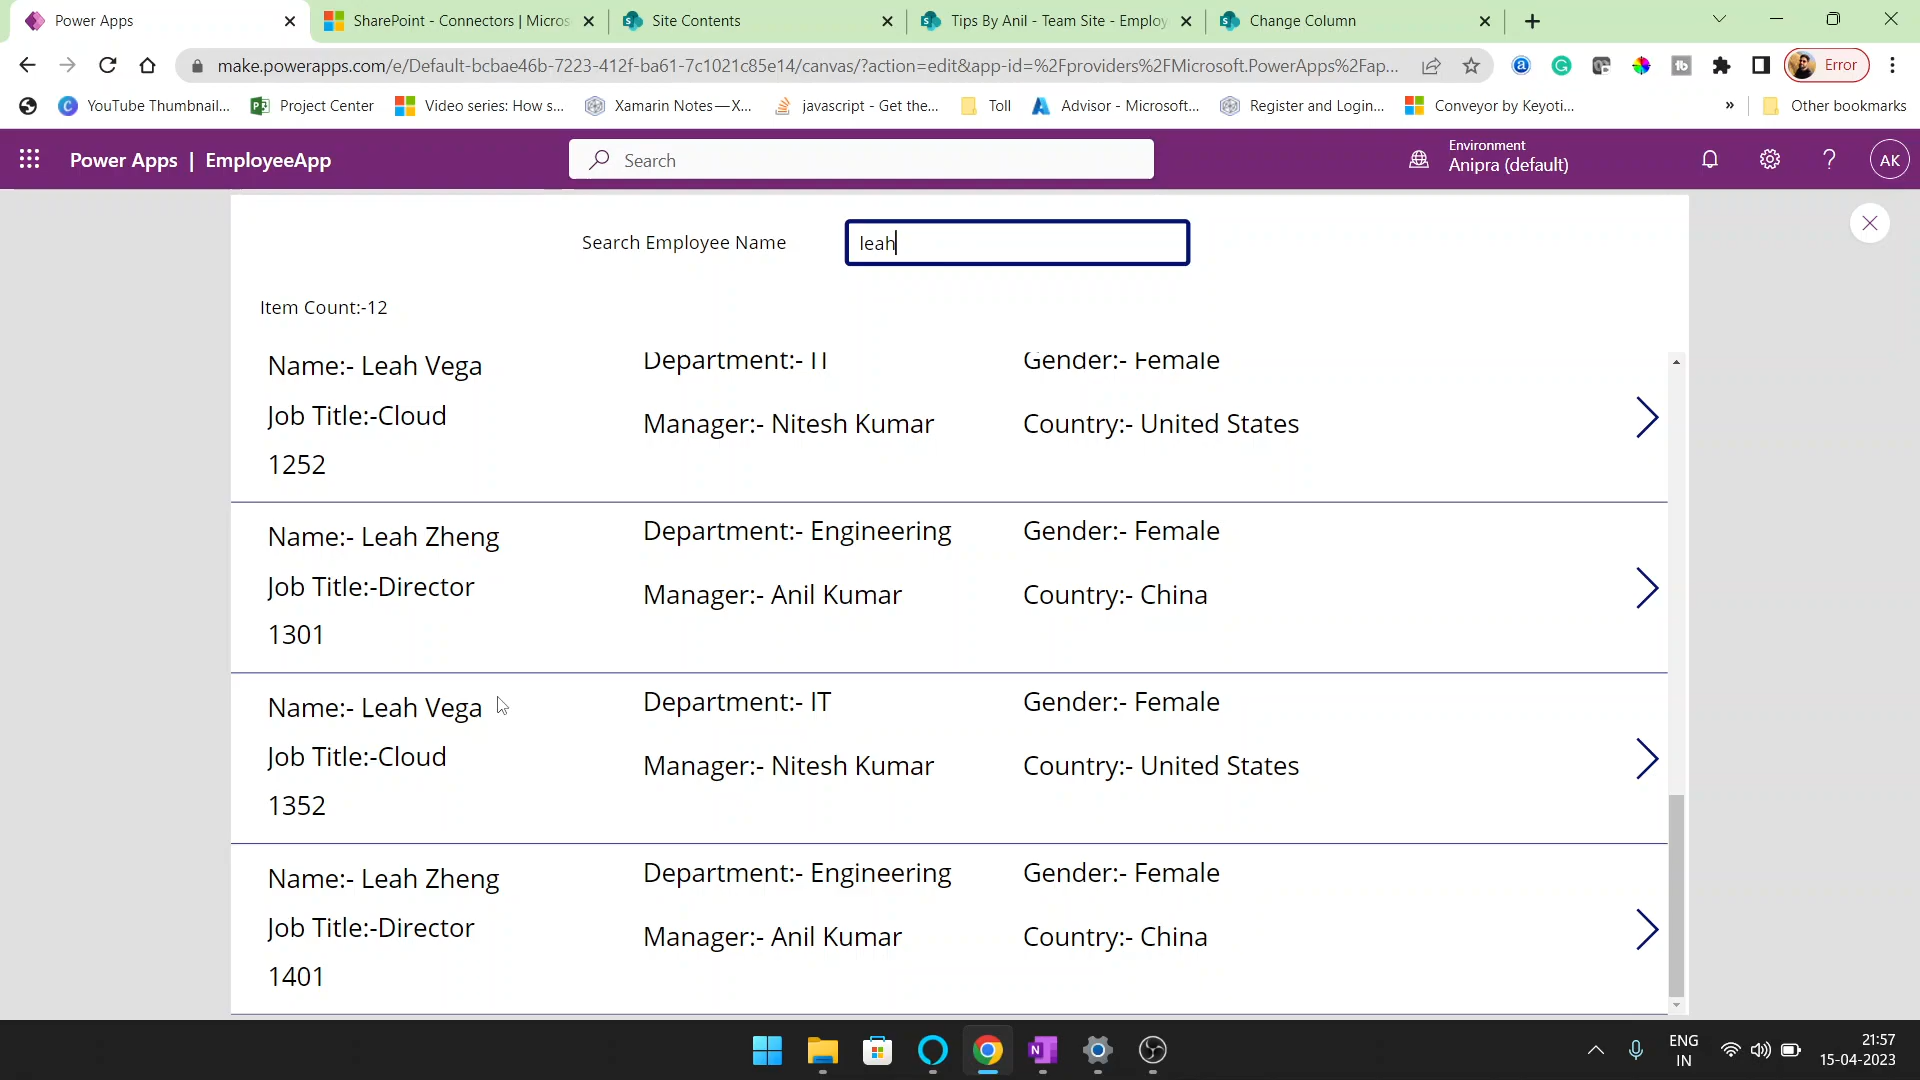 Power Apps
SharePoint - Connectors | Micros
Site Contents
Tips By Anil - Team Site - Employ
Change Column
make.powerapps.com/e/Default-bcbae46b-7223-412f-ba61-7c1021c85e14/canvas/?action=edit&app-id=%2Fproviders%2FMicrosoft.PowerApps%2Fap...
Error
YouTube Thumbnail...
Project Center
Video series: How s...
Xamarin Notes—X...
javascript - Get the...
Toll
Advisor - Microsoft...
Register and Login...
Conveyor by Keyoti...
»
Other bookmarks
Power Apps | EmployeeApp
Search
Environment
Anipra (default)
AK
Search Employee Name
leah
Item Count:-12
Name:- Leah Vega
Department:- IT
Gender:- Female
Job Title:-Cloud
Manager:- Nitesh Kumar
Country:- United States
1252
Name:- Leah Zheng
Department:- Engineering
Gender:- Female
Job Title:-Director
Manager:- Anil Kumar
Country:- China
1301
Name:- Leah Vega
Department:- IT
Gender:- Female
Job Title:-Cloud
Manager:- Nitesh Kumar
Country:- United States
1352
Name:- Leah Zheng
Department:- Engineering
Gender:- Female
Job Title:-Director
Manager:- Anil Kumar
Country:- China
1401
ENG
IN
21:57
15-04-2023